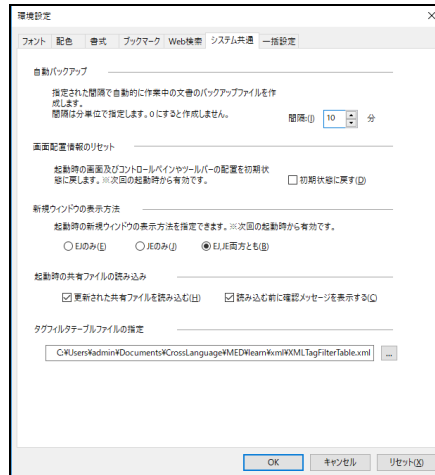 環境設定
フォント 配色 書式 ブックマーク Web検索 システム共通 一括設定
自動バックアップ
指定された間隔で自動的に作業中の文書のバックアップファイルを作
成します。
間隔は分単位で指定します。0にすると作成しません。
間隔:(I) 10 分
画面配置情報のリセット
起動時の画面及びコントロールペインやツールバーの配置を初期状
態に戻します。※次回の起動時から有効です。
初期状態に戻す(D)
新規ウィンドウの表示方法
起動時の新規ウィンドウの表示方法を指定できます。※次回の起動時から有効です。
EJのみ(E) JEのみ(J) EJ,JE両方とも(B)
起動時の共有ファイルの読み込み
更新された共有ファイルを読み込む(H) 読み込む前に確認メッセージを表示する(C)
タグフィルタテーブルファイルの指定
C:¥Users¥admin¥Documents¥CrossLanguage¥MED¥learn¥xml¥XMLTagFilterTable.xml ...
OK キャンセル リセット(X)